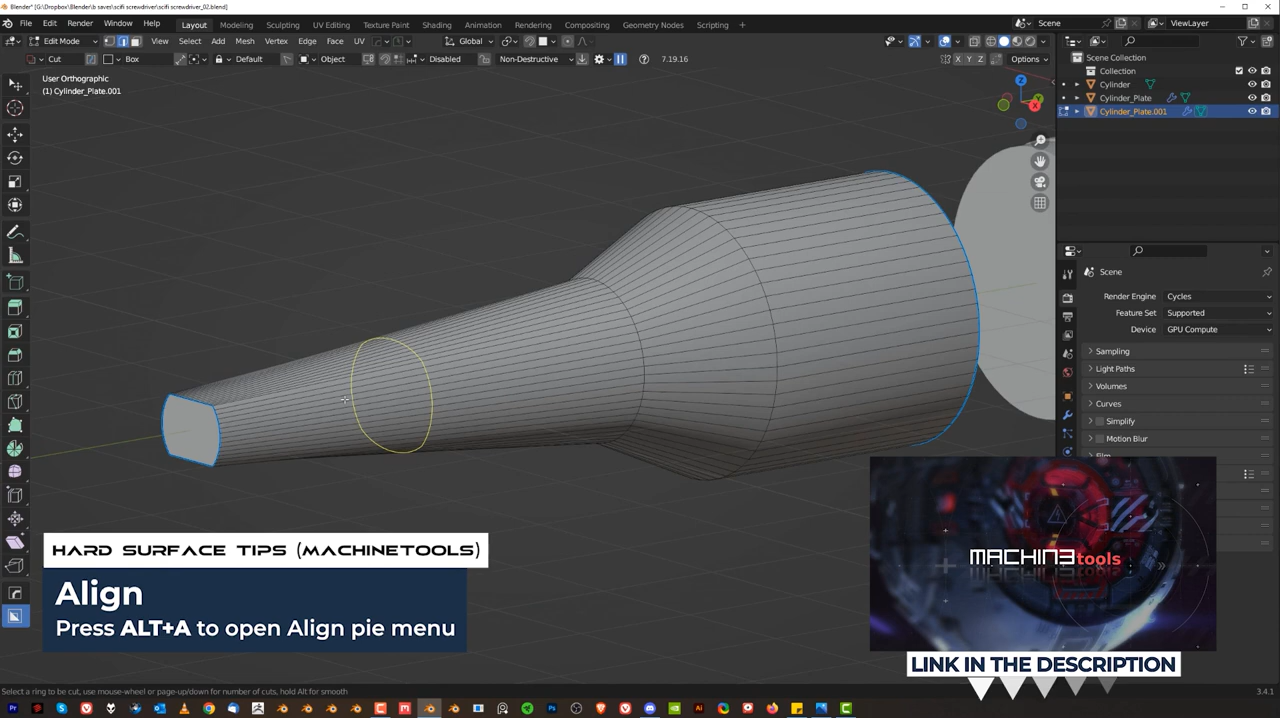 Blender* [G:\Dropbox\Blender\b saves\scifi screwdriver\scifi screwdriver_02.blend]
File Edit Render Window Help Layout Modeling Sculpting UV Editing Texture Paint Shading Animation Rendering Compositing Geometry Nodes Scripting + Scene ViewLayer
Edit Mode View Select Add Mesh Vertex Edge Face UV Global
Cut Box Default Object Disabled Non-Destructive 7.19.16 X Y Z Options
User Orthographic
(1) Cylinder_Plate.001
Z
Y
X
Scene Collection
Collection
Cylinder
Cylinder_Plate
Cylinder_Plate.001
Scene
Render Engine Cycles
Feature Set Supported
Device GPU Compute
Sampling
Light Paths
Volumes
Curves
Simplify
Motion Blur
Film
HARD SURFACE TIPS (MACHINETOOLS)
Align
Press ALT+A to open Align pie menu
MACHIN3tools
LINK IN THE DESCRIPTION
Select a ring to be cut, use mouse-wheel or page-up/down for number of cuts, hold Alt for smooth
3.4.1